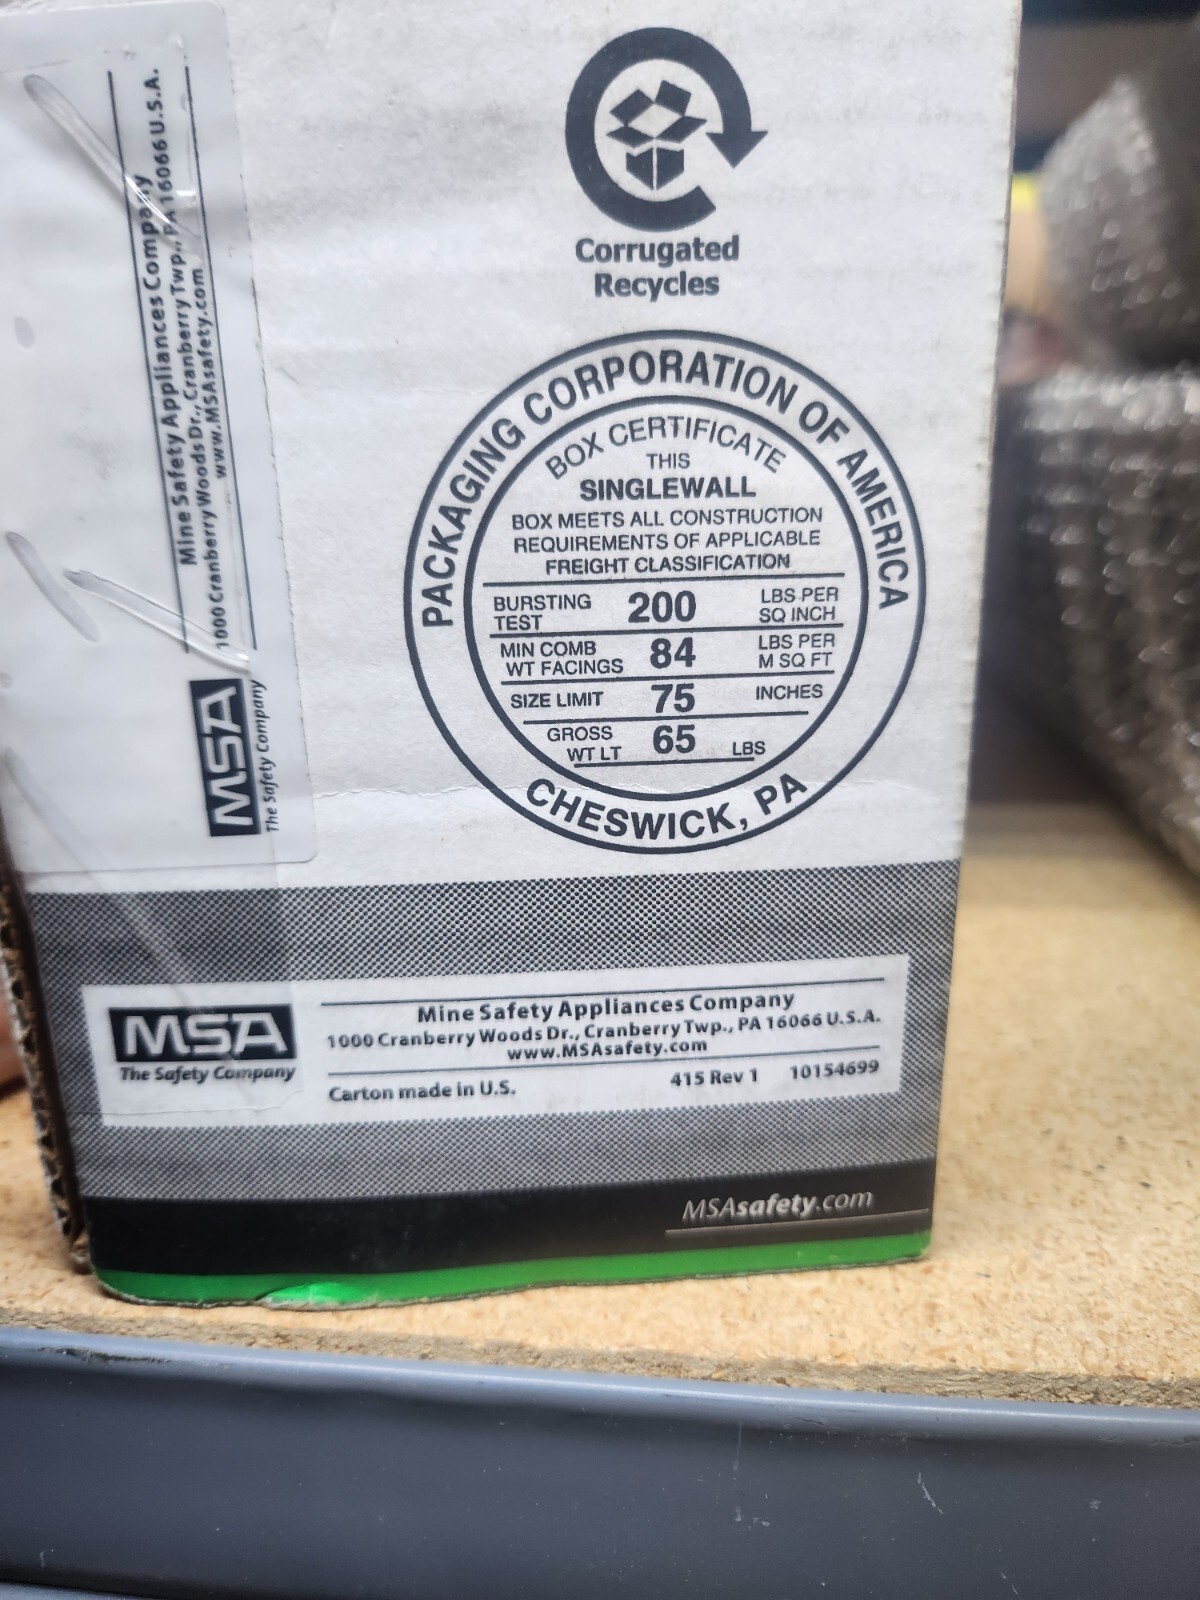 Mine Safety Appliances Company
1000 Cranberry Woods Dr., Cranberry Twp., PA 16066 U.S.A.
www.MSAsafety.com
MSA
The Safety Company
Corrugated
Recycles
PACKAGING CORPORATION OF AMERICA
BOX CERTIFICATE
THIS
SINGLEWALL
BOX MEETS ALL CONSTRUCTION
REQUIREMENTS OF APPLICABLE
FREIGHT CLASSIFICATION
BURSTING TEST 200 LBS PER SQ INCH
MIN COMB WT FACINGS 84 LBS PER M SQ FT
SIZE LIMIT 75 INCHES
GROSS WT LT 65 LBS
CHESWICK, PA
MSA
The Safety Company
Mine Safety Appliances Company
1000 Cranberry Woods Dr., Cranberry Twp., PA 16066 U.S.A.
www.MSAsafety.com
Carton made in U.S. 415 Rev 1 10154699
MSAsafety.com